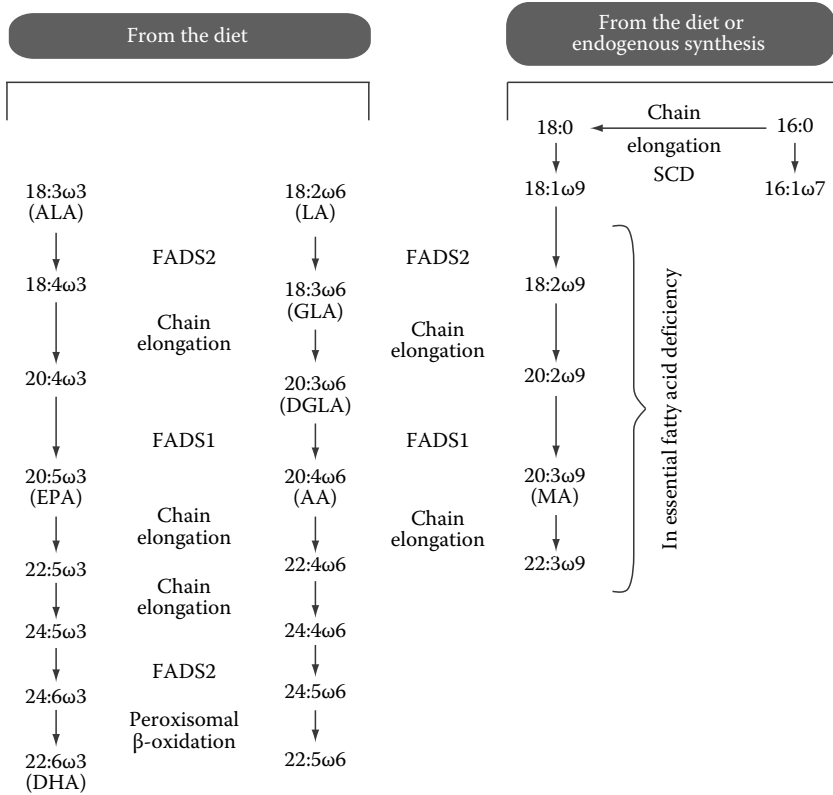 From the diet
From the diet or
endogenous synthesis
18:0
Chain
elongation
SCD
16:0
18:3ω3
(ALA)
18:2ω6
(LA)
18:1ω9
16:1ω7
FADS2
FADS2
18:4ω3
18:3ω6
(GLA)
18:2ω9
Chain
elongation
Chain
elongation
20:4ω3
20:3ω6
(DGLA)
20:2ω9
FADS1
FADS1
20:5ω3
(EPA)
20:4ω6
(AA)
20:3ω9
(MA)
Chain
elongation
Chain
elongation
22:5ω3
22:4ω6
22:3ω9
In essential fatty acid deficiency
Chain
elongation
24:5ω3
24:4ω6
FADS2
24:6ω3
24:5ω6
Peroxisomal
β-oxidation
22:6ω3
(DHA)
22:5ω6